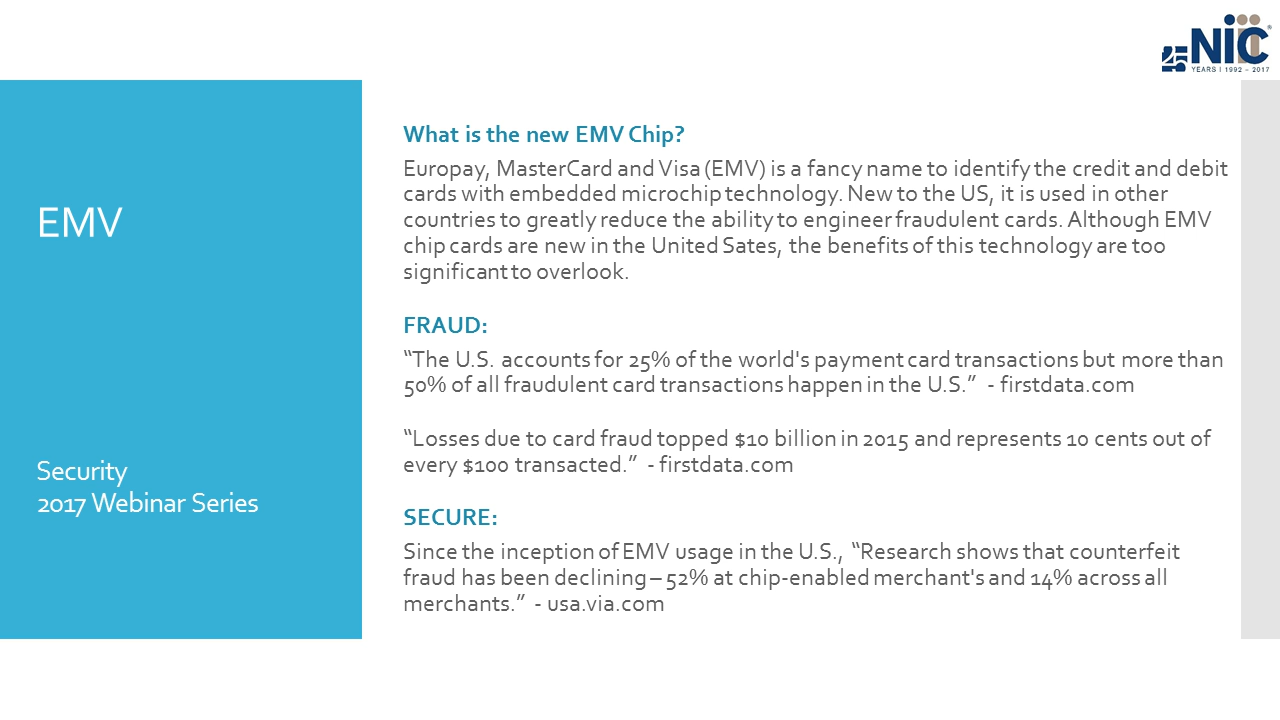 25 NIC®
YEARS | 1992 – 2017
EMV
Security
2017 Webinar Series
What is the new EMV Chip?
Europay, MasterCard and Visa (EMV) is a fancy name to identify the credit and debit
cards with embedded microchip technology. New to the US, it is used in other
countries to greatly reduce the ability to engineer fraudulent cards. Although EMV
chip cards are new in the United Sates, the benefits of this technology are too
significant to overlook.
FRAUD:
“The U.S. accounts for 25% of the world's payment card transactions but more than
50% of all fraudulent card transactions happen in the U.S.” - firstdata.com
“Losses due to card fraud topped $10 billion in 2015 and represents 10 cents out of
every $100 transacted.” - firstdata.com
SECURE:
Since the inception of EMV usage in the U.S., “Research shows that counterfeit
fraud has been declining – 52% at chip-enabled merchant's and 14% across all
merchants.” - usa.via.com